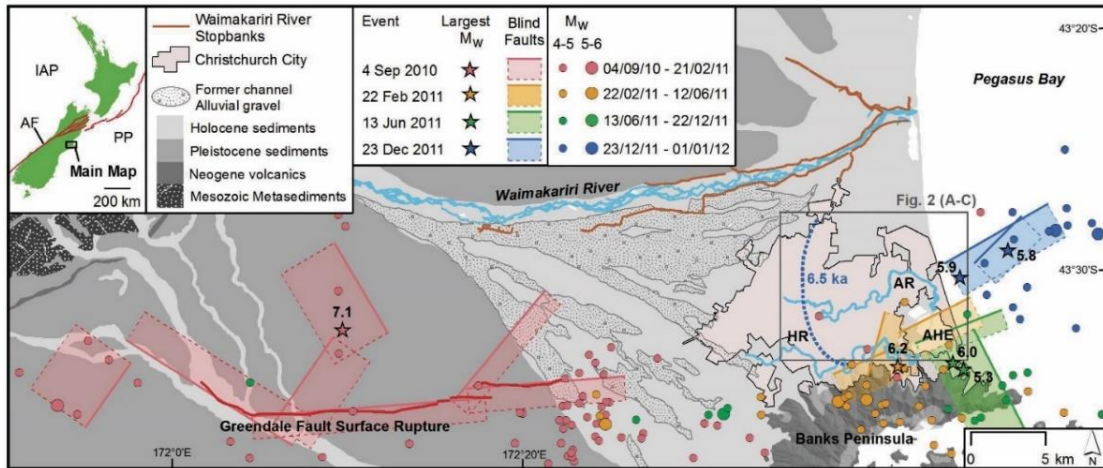 IAP
AF
PP
Main Map
200 km
Waimakariri River
Stopbanks
Christchurch City
Former channel
Alluvial gravel
Holocene sediments
Pleistocene sediments
Neogene volcanics
Mesozoic Metasediments
Event
Largest
Mw
Blind
Faults
4 Sep 2010
22 Feb 2011
13 Jun 2011
23 Dec 2011
Mw
4-5 5-6
04/09/10 - 21/02/11
22/02/11 - 12/06/11
13/06/11 - 22/12/11
23/12/11 - 01/01/12
43°20'S
Pegasus Bay
Waimakariri River
Fig. 2 (A-C)
43°30'S
5.9
5.8
6.5 ka
AR
7.1
HR
AHE
6.2
6.0
5.3
Greendale Fault Surface Rupture
Banks Peninsula
172°0'E
172°20'E
0 5 km
N